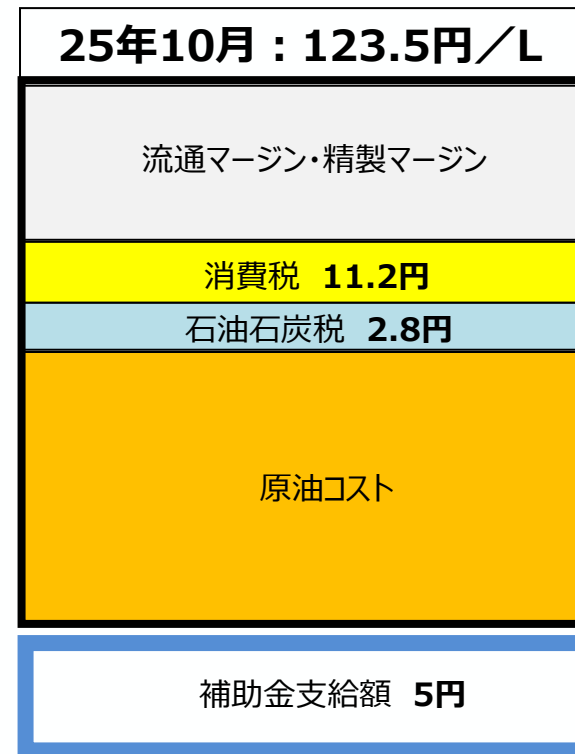 25年10月：123.5円／L
流通マージン・精製マージン
消費税 11.2円
石油石炭税 2.8円
原油コスト
補助金支給額 5円